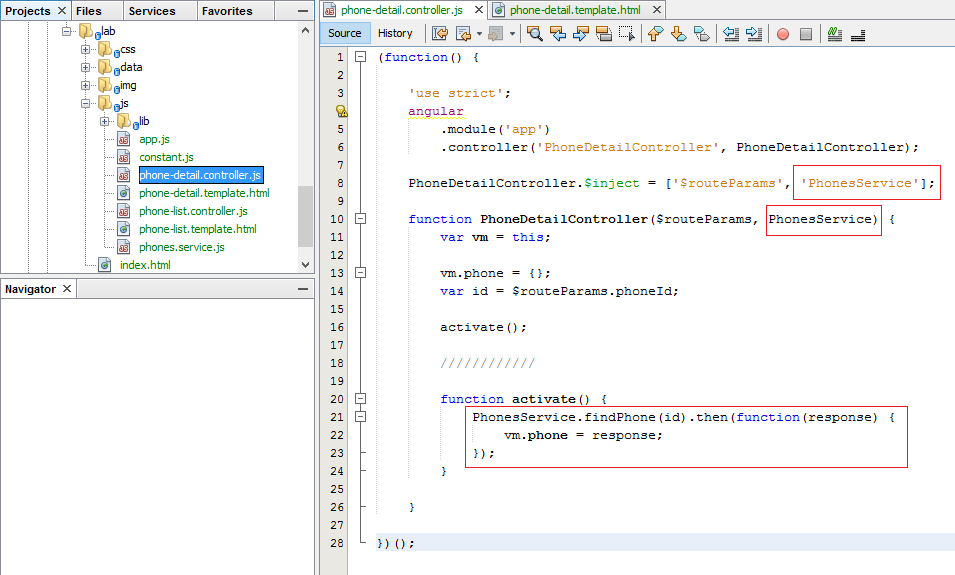 Projects Files Services Favorites
lab
css
data
img
js
lib
app.js
constant.js
phone-detail.controller.js
phone-detail.template.html
phone-list.controller.js
phone-list.template.html
phones.service.js
index.html
Navigator
phone-detail.controller.js phone-detail.template.html
Source History
1 (function() {
2
3 'use strict';
angular
5 .module('app')
6 .controller('PhoneDetailController', PhoneDetailController);
7
8 PhoneDetailController.$inject = ['$routeParams', 'PhonesService'];
9
10 function PhoneDetailController($routeParams, PhonesService) {
11 var vm = this;
12
13 vm.phone = {};
14 var id = $routeParams.phoneId;
15
16 activate();
17
18 ////////////
19
20 function activate() {
21 PhonesService.findPhone(id).then(function(response) {
22 vm.phone = response;
23 });
24 }
25
26 }
27
28 })();